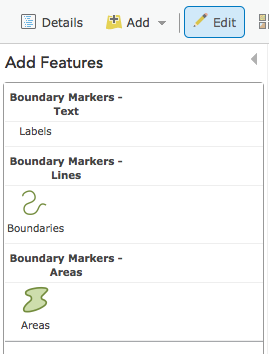 Details Add Edit
Add Features
Boundary Markers -
Text
Labels
Boundary Markers -
Lines
Boundaries
Boundary Markers -
Areas
Areas